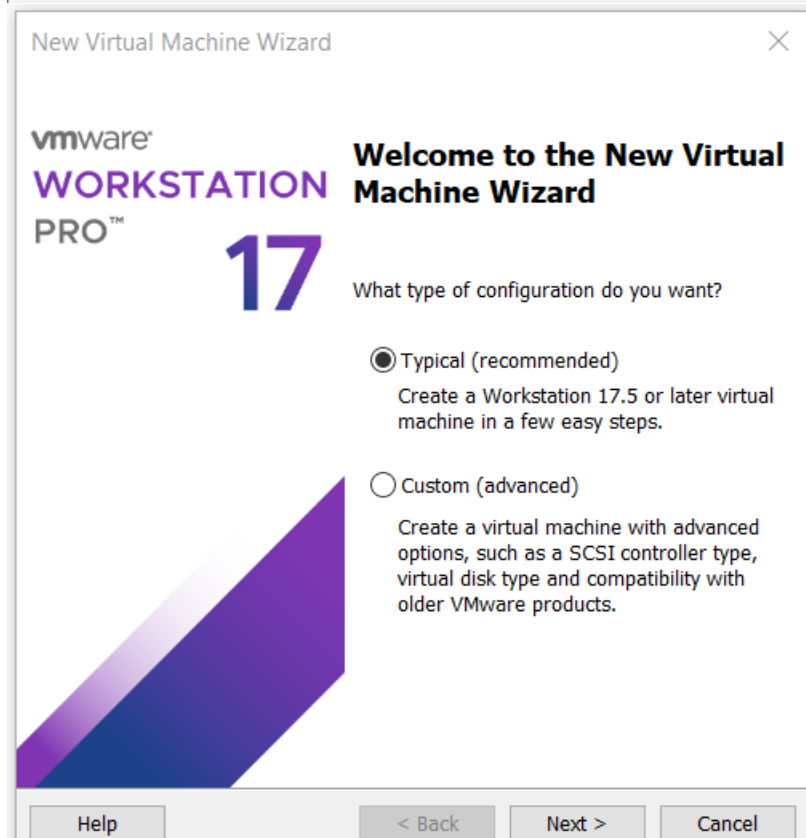 New Virtual Machine Wizard
vmware®
WORKSTATION
PRO™
17
Welcome to the New Virtual
Machine Wizard
What type of configuration do you want?
Typical (recommended)
Create a Workstation 17.5 or later virtual
machine in a few easy steps.
Custom (advanced)
Create a virtual machine with advanced
options, such as a SCSI controller type,
virtual disk type and compatibility with
older VMware products.
Help
< Back
Next >
Cancel